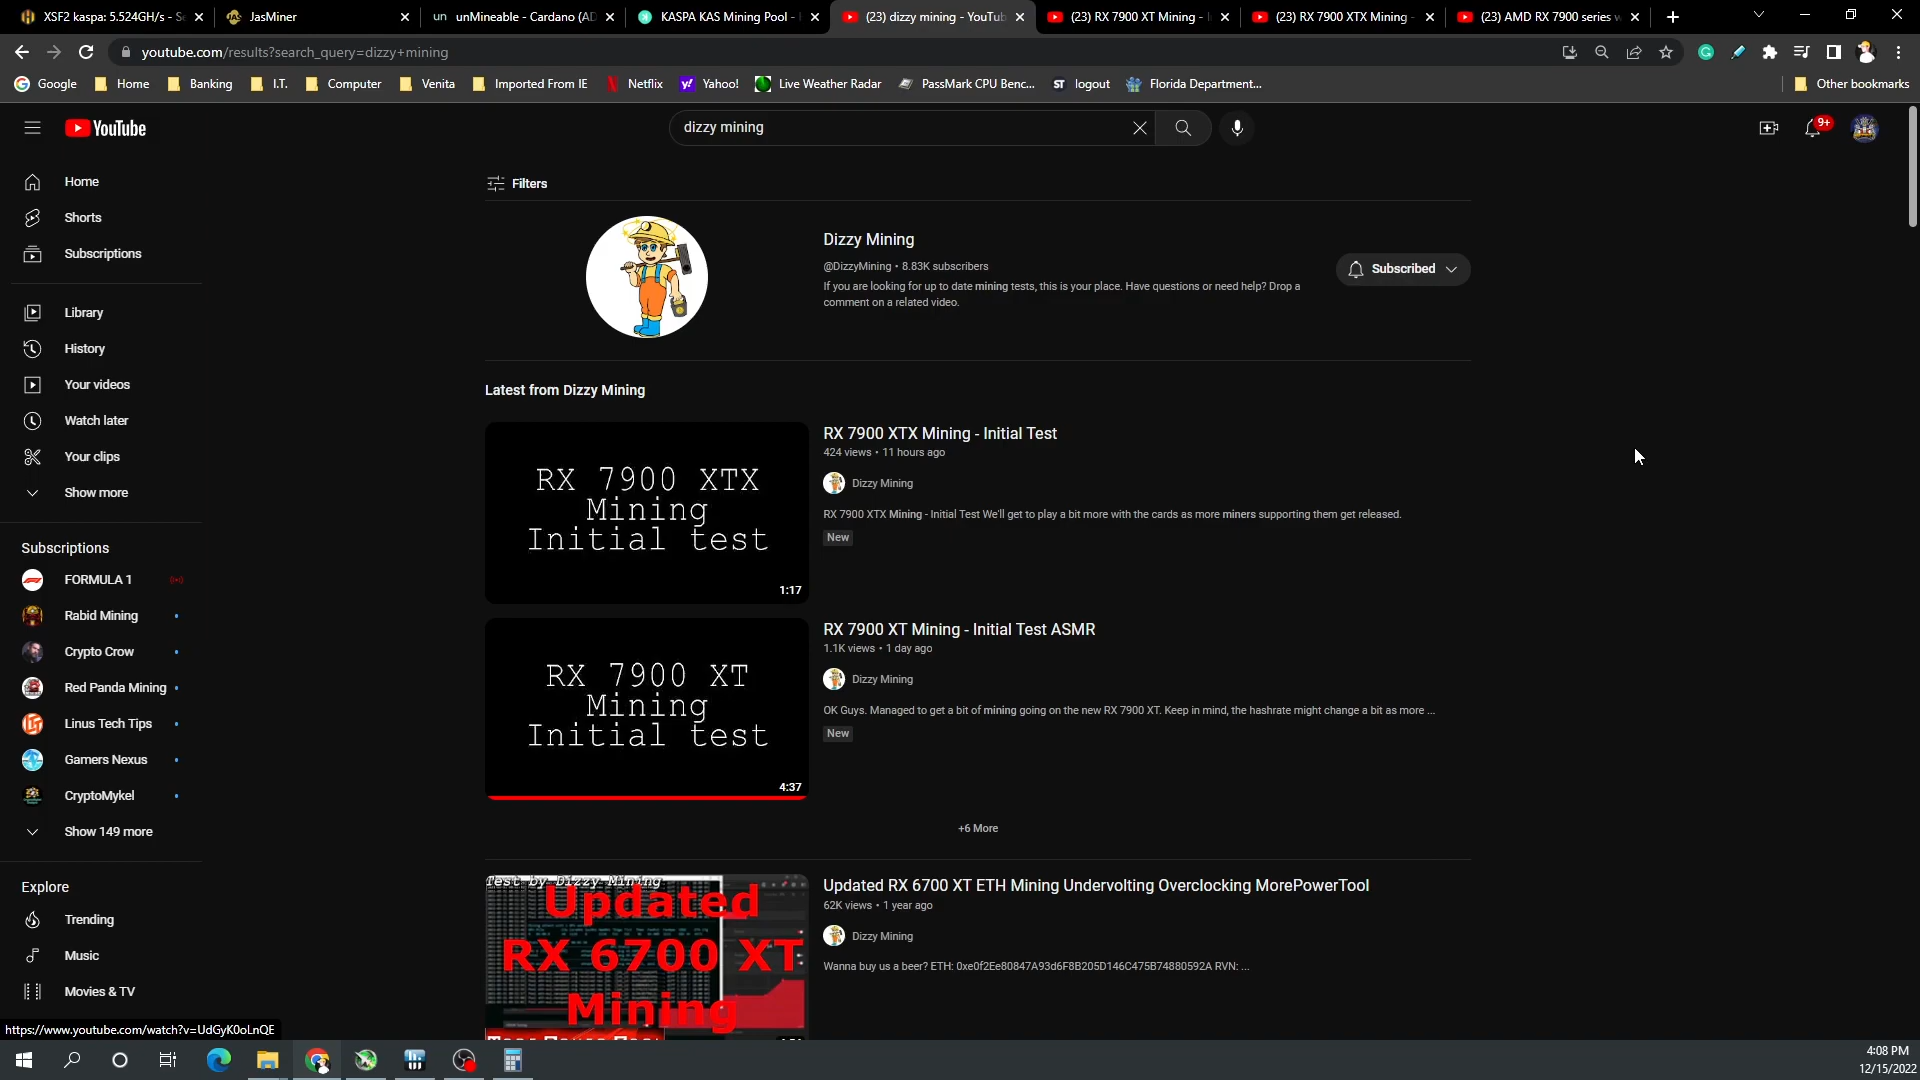 XSF2 kaspa: 5.524GH/s - S
JasMiner
unMineable - Cardano (AD
KASPA KAS Mining Pool -
(23) dizzy mining - YouTub
(23) RX 7900 XT Mining -
(23) RX 7900 XTX Mining -
(23) AMD RX 7900 series w
youtube.com/results?search_query=dizzy+mining
Google
Home
Banking
I.T.
Computer
Venita
Imported From IE
Netflix
Yahoo!
Live Weather Radar
PassMark CPU Benc...
ST logout
Florida Department...
Other bookmarks
YouTube
dizzy mining
9+
Home
Shorts
Subscriptions
Library
History
Your videos
Watch later
Your clips
Show more
Subscriptions
FORMULA 1
Rabid Mining
Crypto Crow
Red Panda Mining
Linus Tech Tips
Gamers Nexus
CryptoMykel
Show 149 more
Explore
Trending
Music
Movies & TV
Filters
Dizzy Mining
@DizzyMining • 8.83K subscribers
If you are looking for up to date mining tests, this is your place. Have questions or need help? Drop a
comment on a related video.
Subscribed
Latest from Dizzy Mining
RX 7900 XTX
Mining
Initial test
1:17
RX 7900 XTX Mining - Initial Test
424 views • 11 hours ago
Dizzy Mining
RX 7900 XTX Mining - Initial Test We'll get to play a bit more with the cards as more miners supporting them get released.
New
RX 7900 XT
Mining
Initial test
4:37
RX 7900 XT Mining - Initial Test ASMR
1.1K views • 1 day ago
Dizzy Mining
OK Guys. Managed to get a bit of mining going on the new RX 7900 XT. Keep in mind, the hashrate might change a bit as more ...
New
+6 More
Test by Dizzy Mining
Updated
RX 6700 XT
Mining
Updated RX 6700 XT ETH Mining Undervolting Overclocking MorePowerTool
62K views • 1 year ago
Dizzy Mining
Wanna buy us a beer? ETH: 0xe0f2Ee80847A93d6F8B205D146C475B74880592A RVN: ...
https://www.youtube.com/watch?v=UdGyK0oLnQE
4:08 PM
12/15/2022